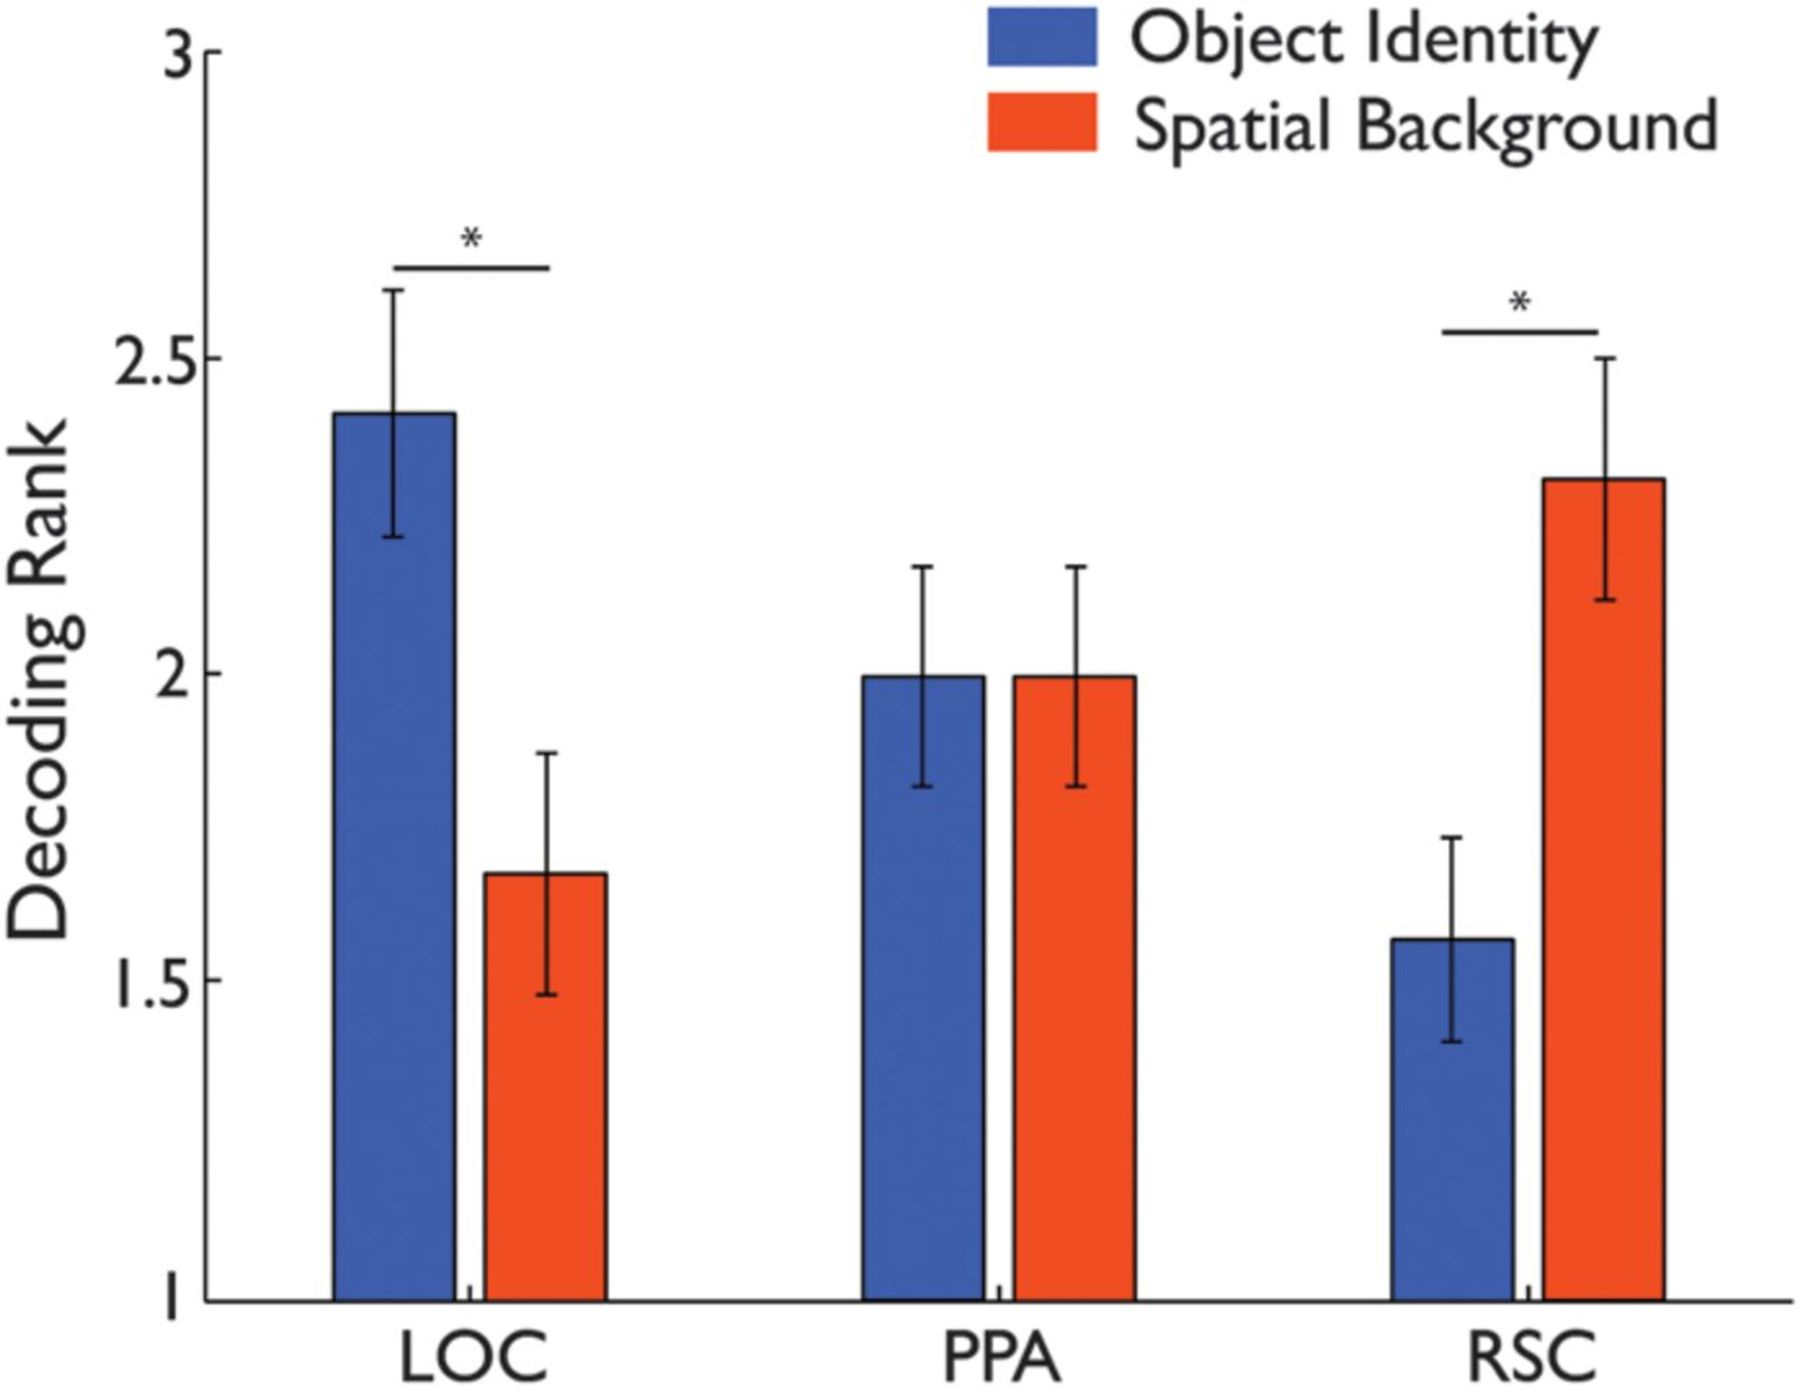 Object Identity
Spatial Background
3
2.5
2
1.5
1
Decoding Rank
*
*
LOC PPA RSC